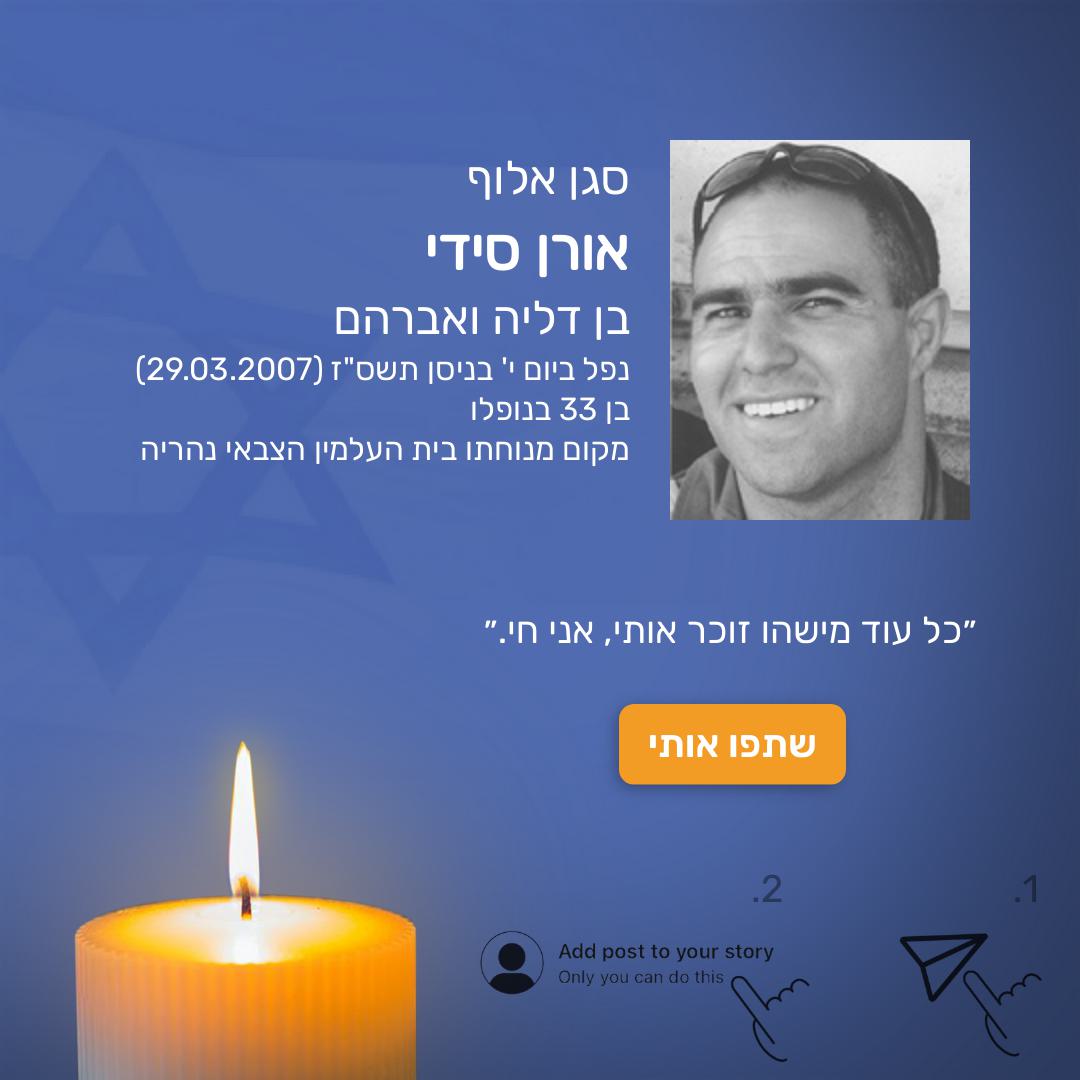 סגן אלוף
אורן סידי
בן דליה ואברהם
נפל ביום י' בניסן תשס"ז (29.03.2007)
בן 33 בנופלו
מקום מנוחתו בית העלמין הצבאי נהריה
״כל עוד מישהו זוכר אותי, אני חי.״
שתפו אותי
1.
2.
Add post to your story
Only you can do this